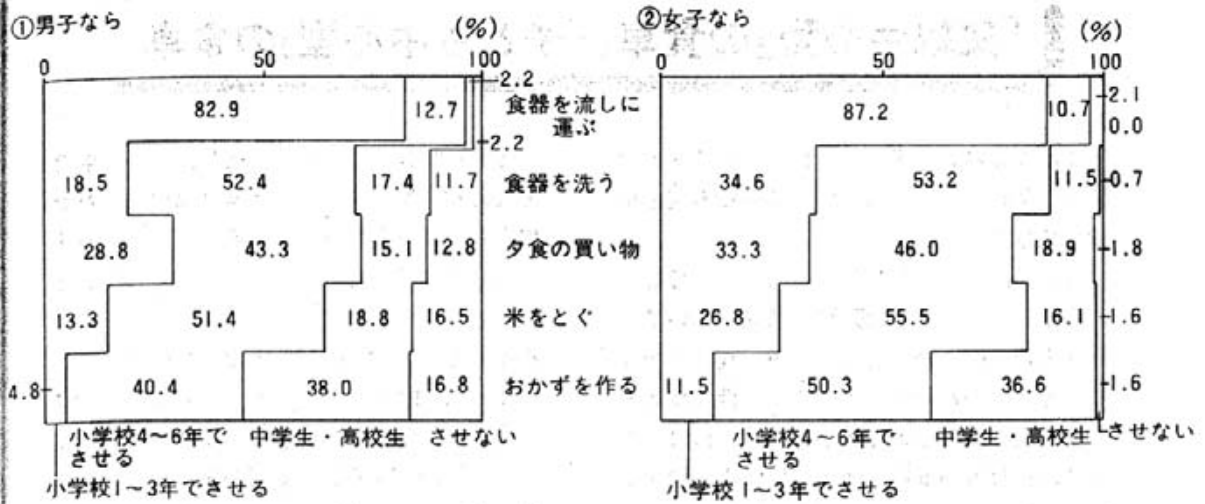 ①男子なら
(%)
0 50 100
82.9 12.7 2.2 食器を流しに運ぶ
2.2
18.5 52.4 17.4 11.7 食器を洗う
28.8 43.3 15.1 12.8 夕食の買い物
13.3 51.4 18.8 16.5 米をとぐ
4.8 40.4 38.0 16.8 おかずを作る
小学校4~6年で 中学生・高校生 させない
させる
小学校1~3年でさせる
②女子なら
(%)
0 50 100
87.2 10.7 2.1
0.0
34.6 53.2 11.5 0.7
33.3 46.0 18.9 1.8
26.8 55.5 16.1 1.6
11.5 50.3 36.6 1.6
小学校4~6年で 中学生・高校生 させない
させる
小学校1~3年でさせる